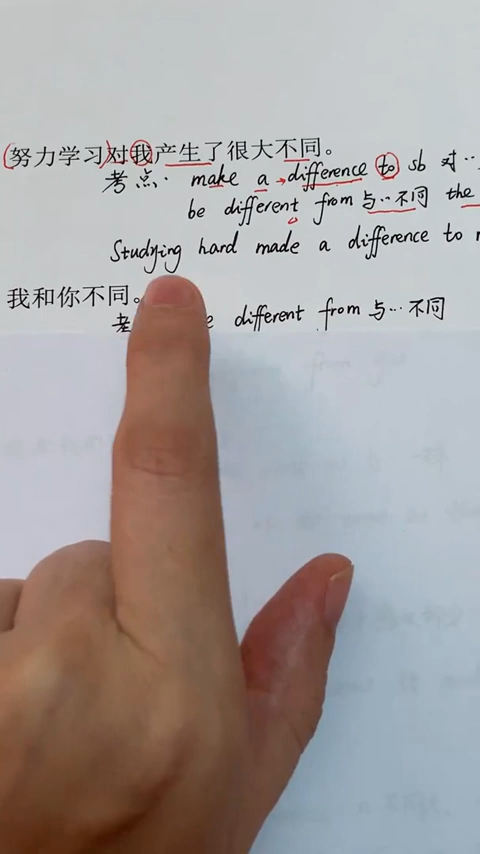 努力学习对我产生了很大不同。
考点. make a difference to sb 对…
be different from 与…不同 the
Studying hard made a difference to
我和你不同。
考 different from 与…不同